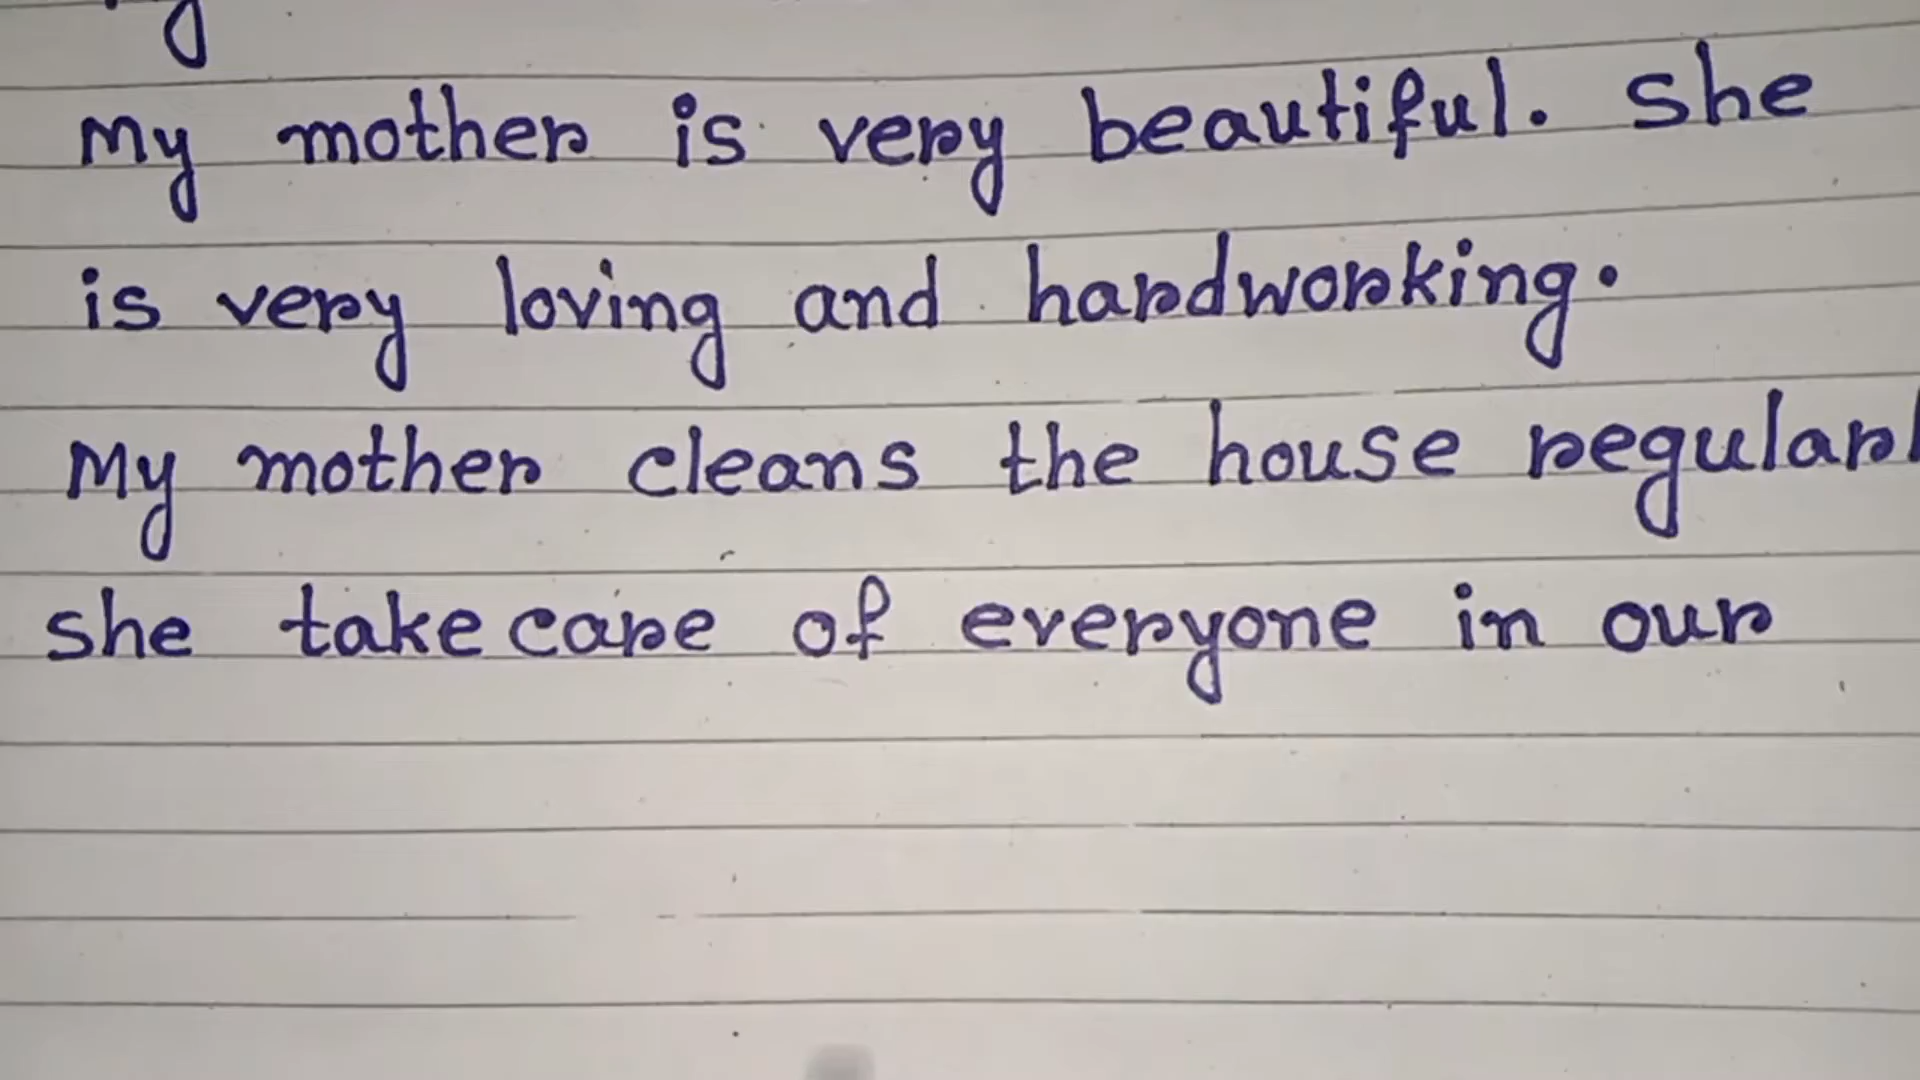 My mother is very beautiful. She
is very loving and hardworking.
My mother cleans the house regularl
she take care of everyone in our